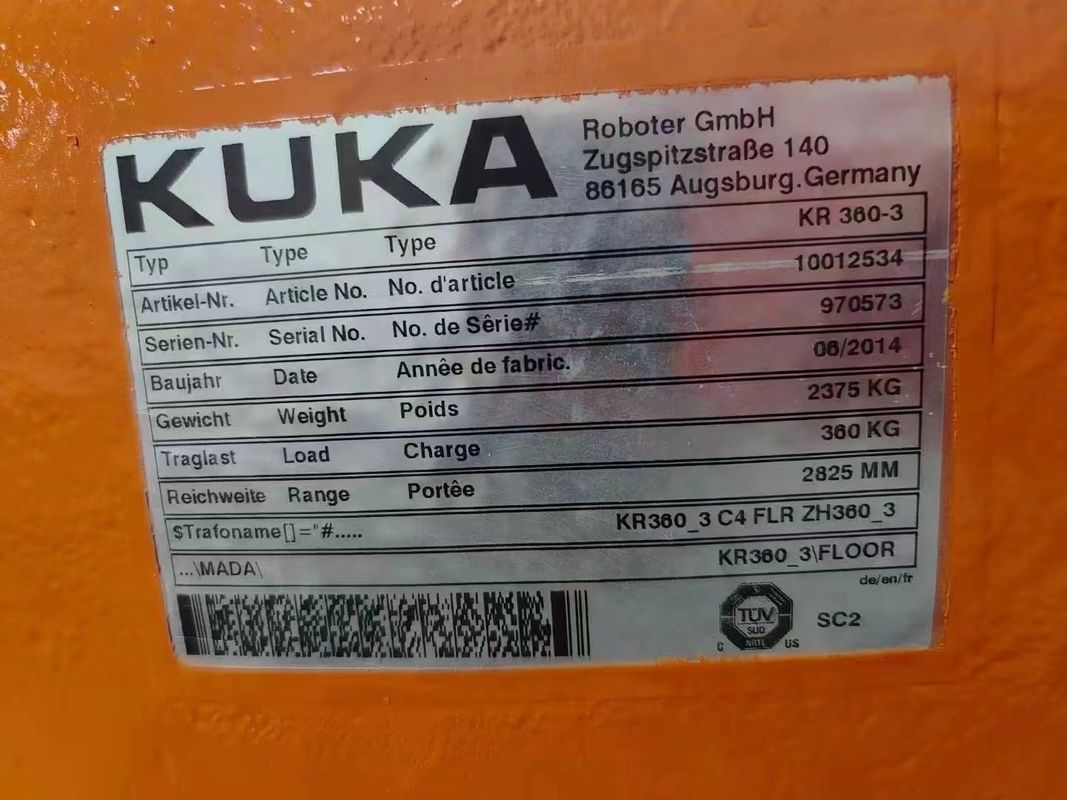 KUKA
Roboter GmbH
Zugspitzstraße 140
86165 Augsburg.Germany
Typ Type Type KR 360-3
Artikel-Nr. Article No. No. d'article 10012534
Serien-Nr. Serial No. No. de Sêrie# 970573
Baujahr Date Annêe de fabric. 06/2014
Gewicht Weight Poids 2375 KG
Traglast Load Charge 360 KG
Reichweite Range Portêe 2825 MM
$Trafoname[]="#..... KR360_3 C4 FLR ZH360_3
...\MADA\ KR360_3\FLOOR
de/en/fr
TÜV
SÜD
NRTL
C US
SC2